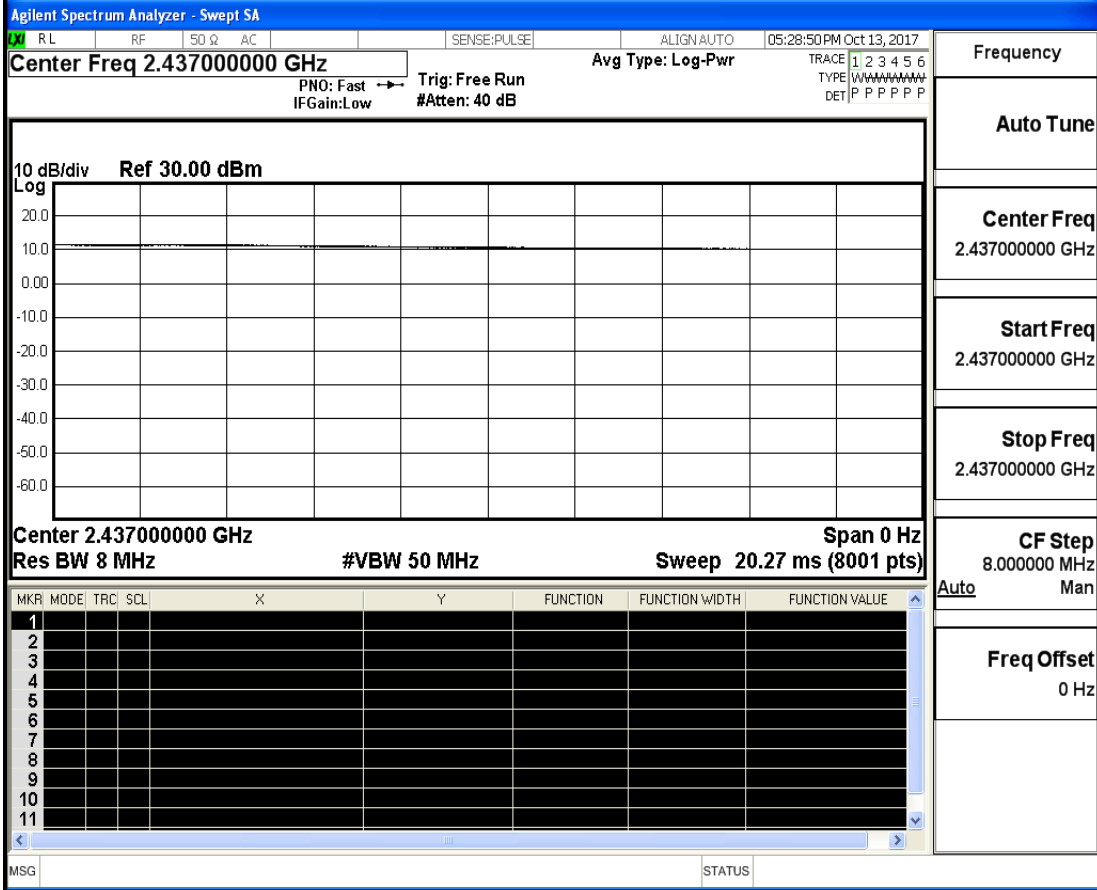 Agilent Spectrum Analyzer - Swept SA
LXI RL RF 50 Ω AC SENSE:PULSE ALIGN AUTO 05:28:50 PM Oct 13, 2017
Center Freq 2.437000000 GHz
PNO: Fast
IFGain:Low
Trig: Free Run
#Atten: 40 dB
Avg Type: Log-Pwr
TRACE 1 2 3 4 5 6
TYPE
DET P P P P P P
10 dB/div Ref 30.00 dBm
Log
20.0
10.0
0.00
-10.0
-20.0
-30.0
-40.0
-50.0
-60.0
Center 2.437000000 GHz Span 0 Hz
Res BW 8 MHz #VBW 50 MHz Sweep 20.27 ms (8001 pts)
MKR MODE TRC SCL X Y FUNCTION FUNCTION WIDTH FUNCTION VALUE
1
2
3
4
5
6
7
8
9
10
11
MSG STATUS
Frequency
Auto Tune
Center Freq
2.437000000 GHz
Start Freq
2.437000000 GHz
Stop Freq
2.437000000 GHz
CF Step
8.000000 MHz
Auto Man
Freq Offset
0 Hz